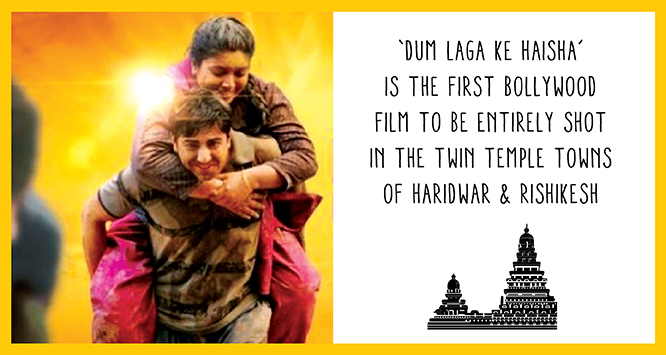 `DUM LAGA KE HAISHA´
IS THE FIRST BOLLYWOOD
FILM TO BE ENTIRELY SHOT
IN THE TWIN TEMPLE TOWNS
OF HARIDWAR & RISHIKESH